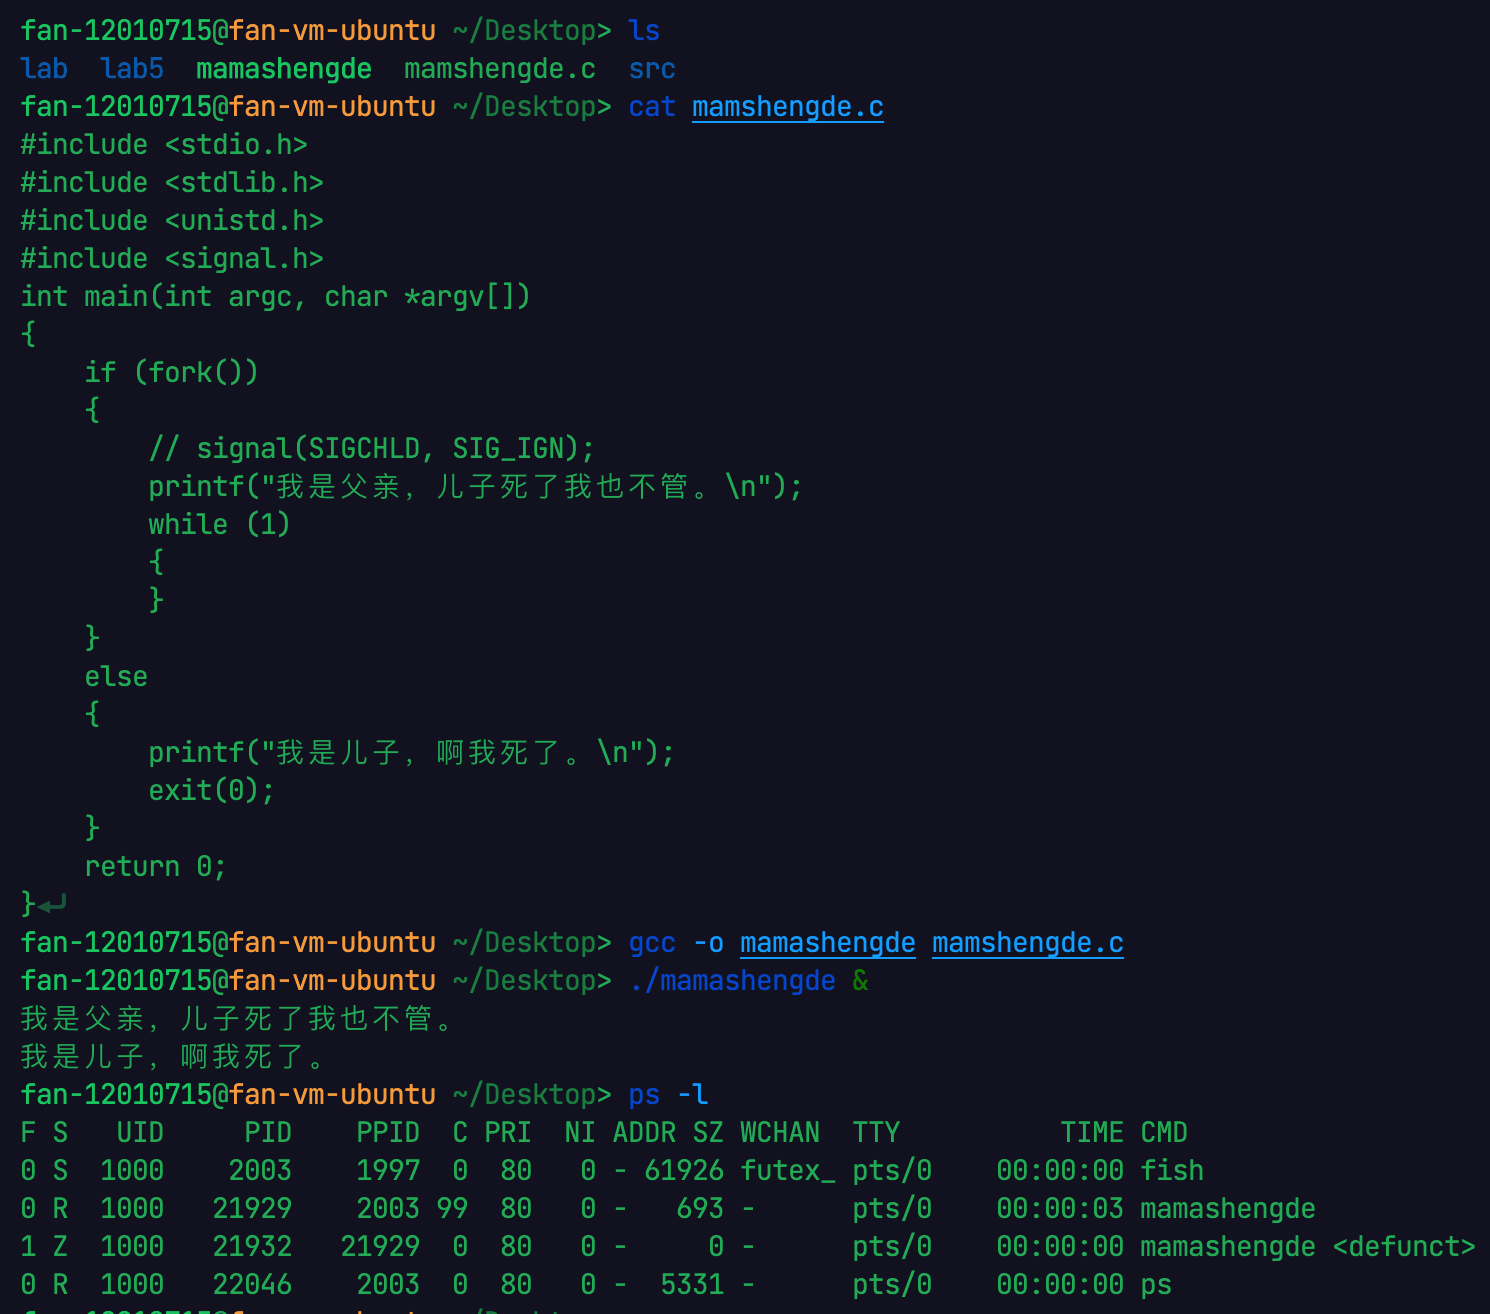 fan-12010715@fan-vm-ubuntu ~/Desktop> ls
lab  lab5  mamashengde  mamshengde.c  src
fan-12010715@fan-vm-ubuntu ~/Desktop> cat mamshengde.c
#include <stdio.h>
#include <stdlib.h>
#include <unistd.h>
#include <signal.h>
int main(int argc, char *argv[])
{
    if (fork())
    {
        // signal(SIGCHLD, SIG_IGN);
        printf("我是父亲，儿子死了我也不管。\n");
        while (1)
        {
        }
    }
    else
    {
        printf("我是儿子，啊我死了。\n");
        exit(0);
    }
    return 0;
}⏎
fan-12010715@fan-vm-ubuntu ~/Desktop> gcc -o mamashengde mamshengde.c
fan-12010715@fan-vm-ubuntu ~/Desktop> ./mamashengde &
我是父亲，儿子死了我也不管。
我是儿子，啊我死了。
fan-12010715@fan-vm-ubuntu ~/Desktop> ps -l
F S   UID     PID    PPID  C PRI  NI ADDR SZ WCHAN  TTY          TIME CMD
0 S  1000    2003    1997  0  80   0 - 61926 futex_ pts/0    00:00:00 fish
0 R  1000   21929    2003 99  80   0 -   693 -      pts/0    00:00:03 mamashengde
1 Z  1000   21932   21929  0  80   0 -     0 -      pts/0    00:00:00 mamashengde <defunct>
0 R  1000   22046    2003  0  80   0 -  5331 -      pts/0    00:00:00 ps